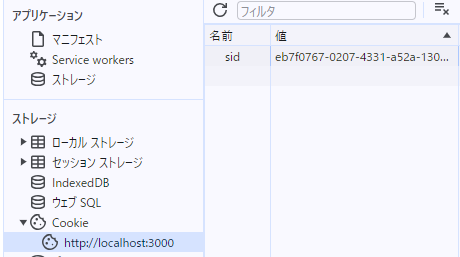 アプリケーション
マニフェスト
Service workers
ストレージ
ストレージ
ローカル ストレージ
セッション ストレージ
IndexedDB
ウェブ SQL
Cookie
http://localhost:3000
フィルタ
名前 値
sid eb7f0767-0207-4331-a52a-130...